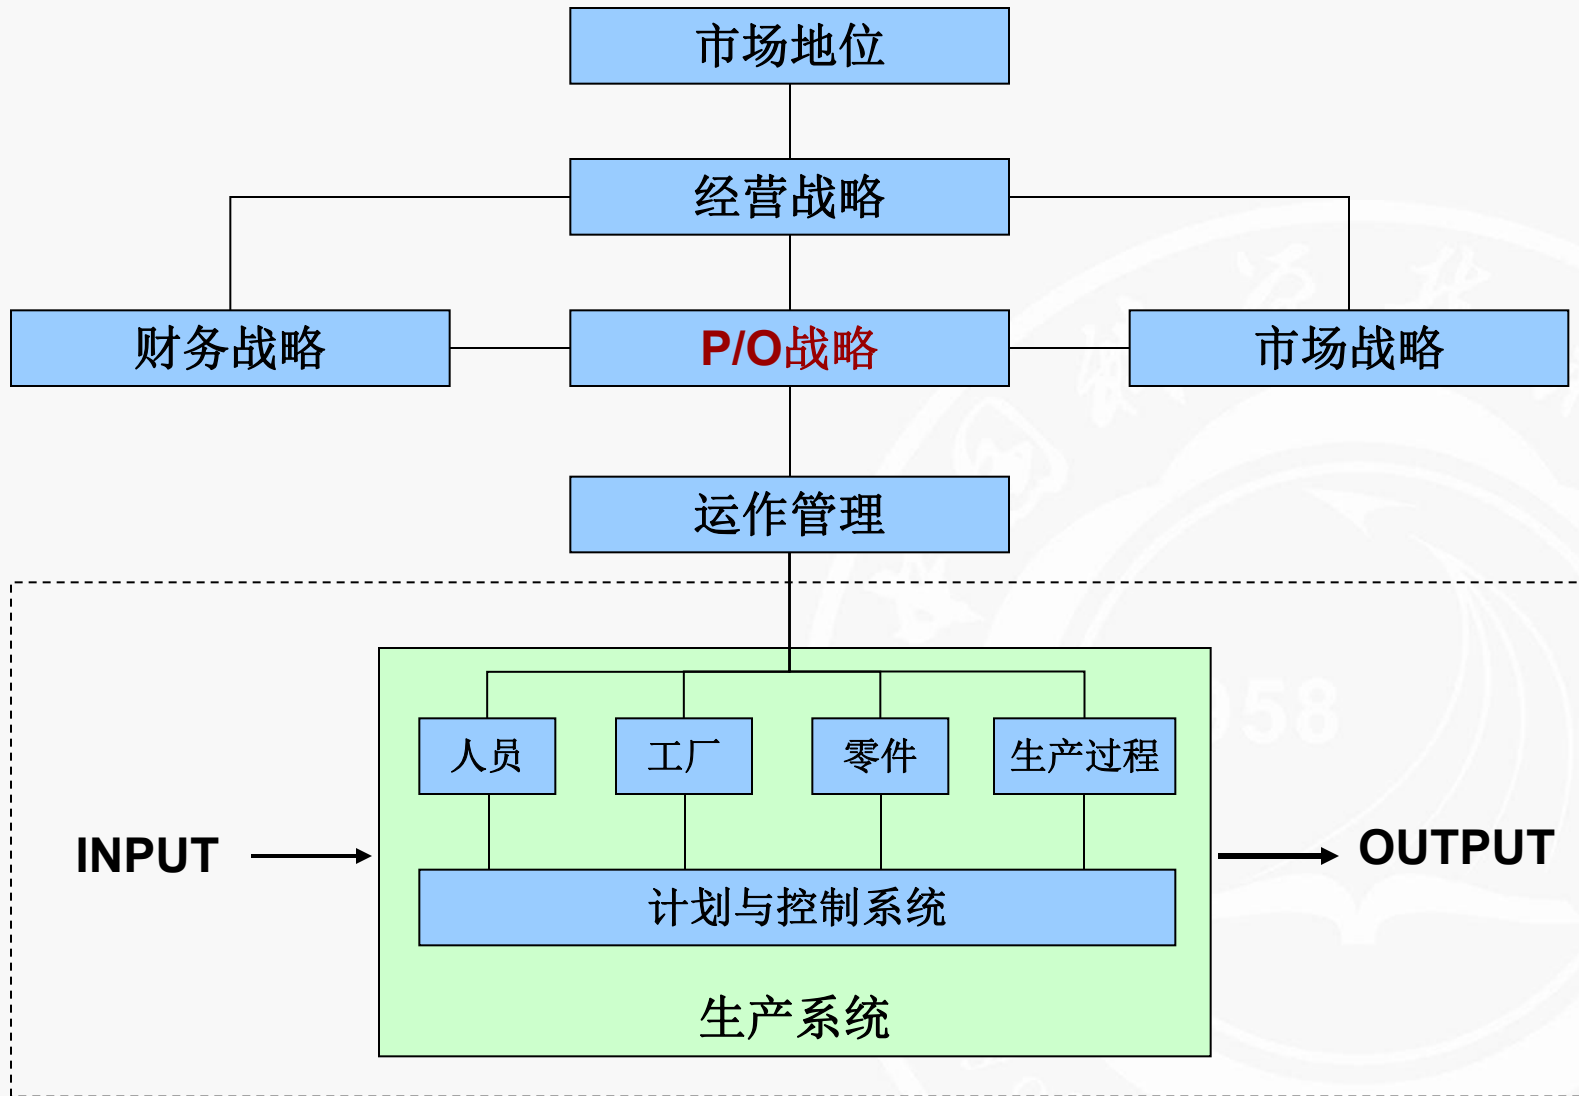 市场地位
经营战略
财务战略
P/O战略
市场战略
运作管理
人员
工厂
零件
生产过程
INPUT
OUTPUT
计划与控制系统
生产系统